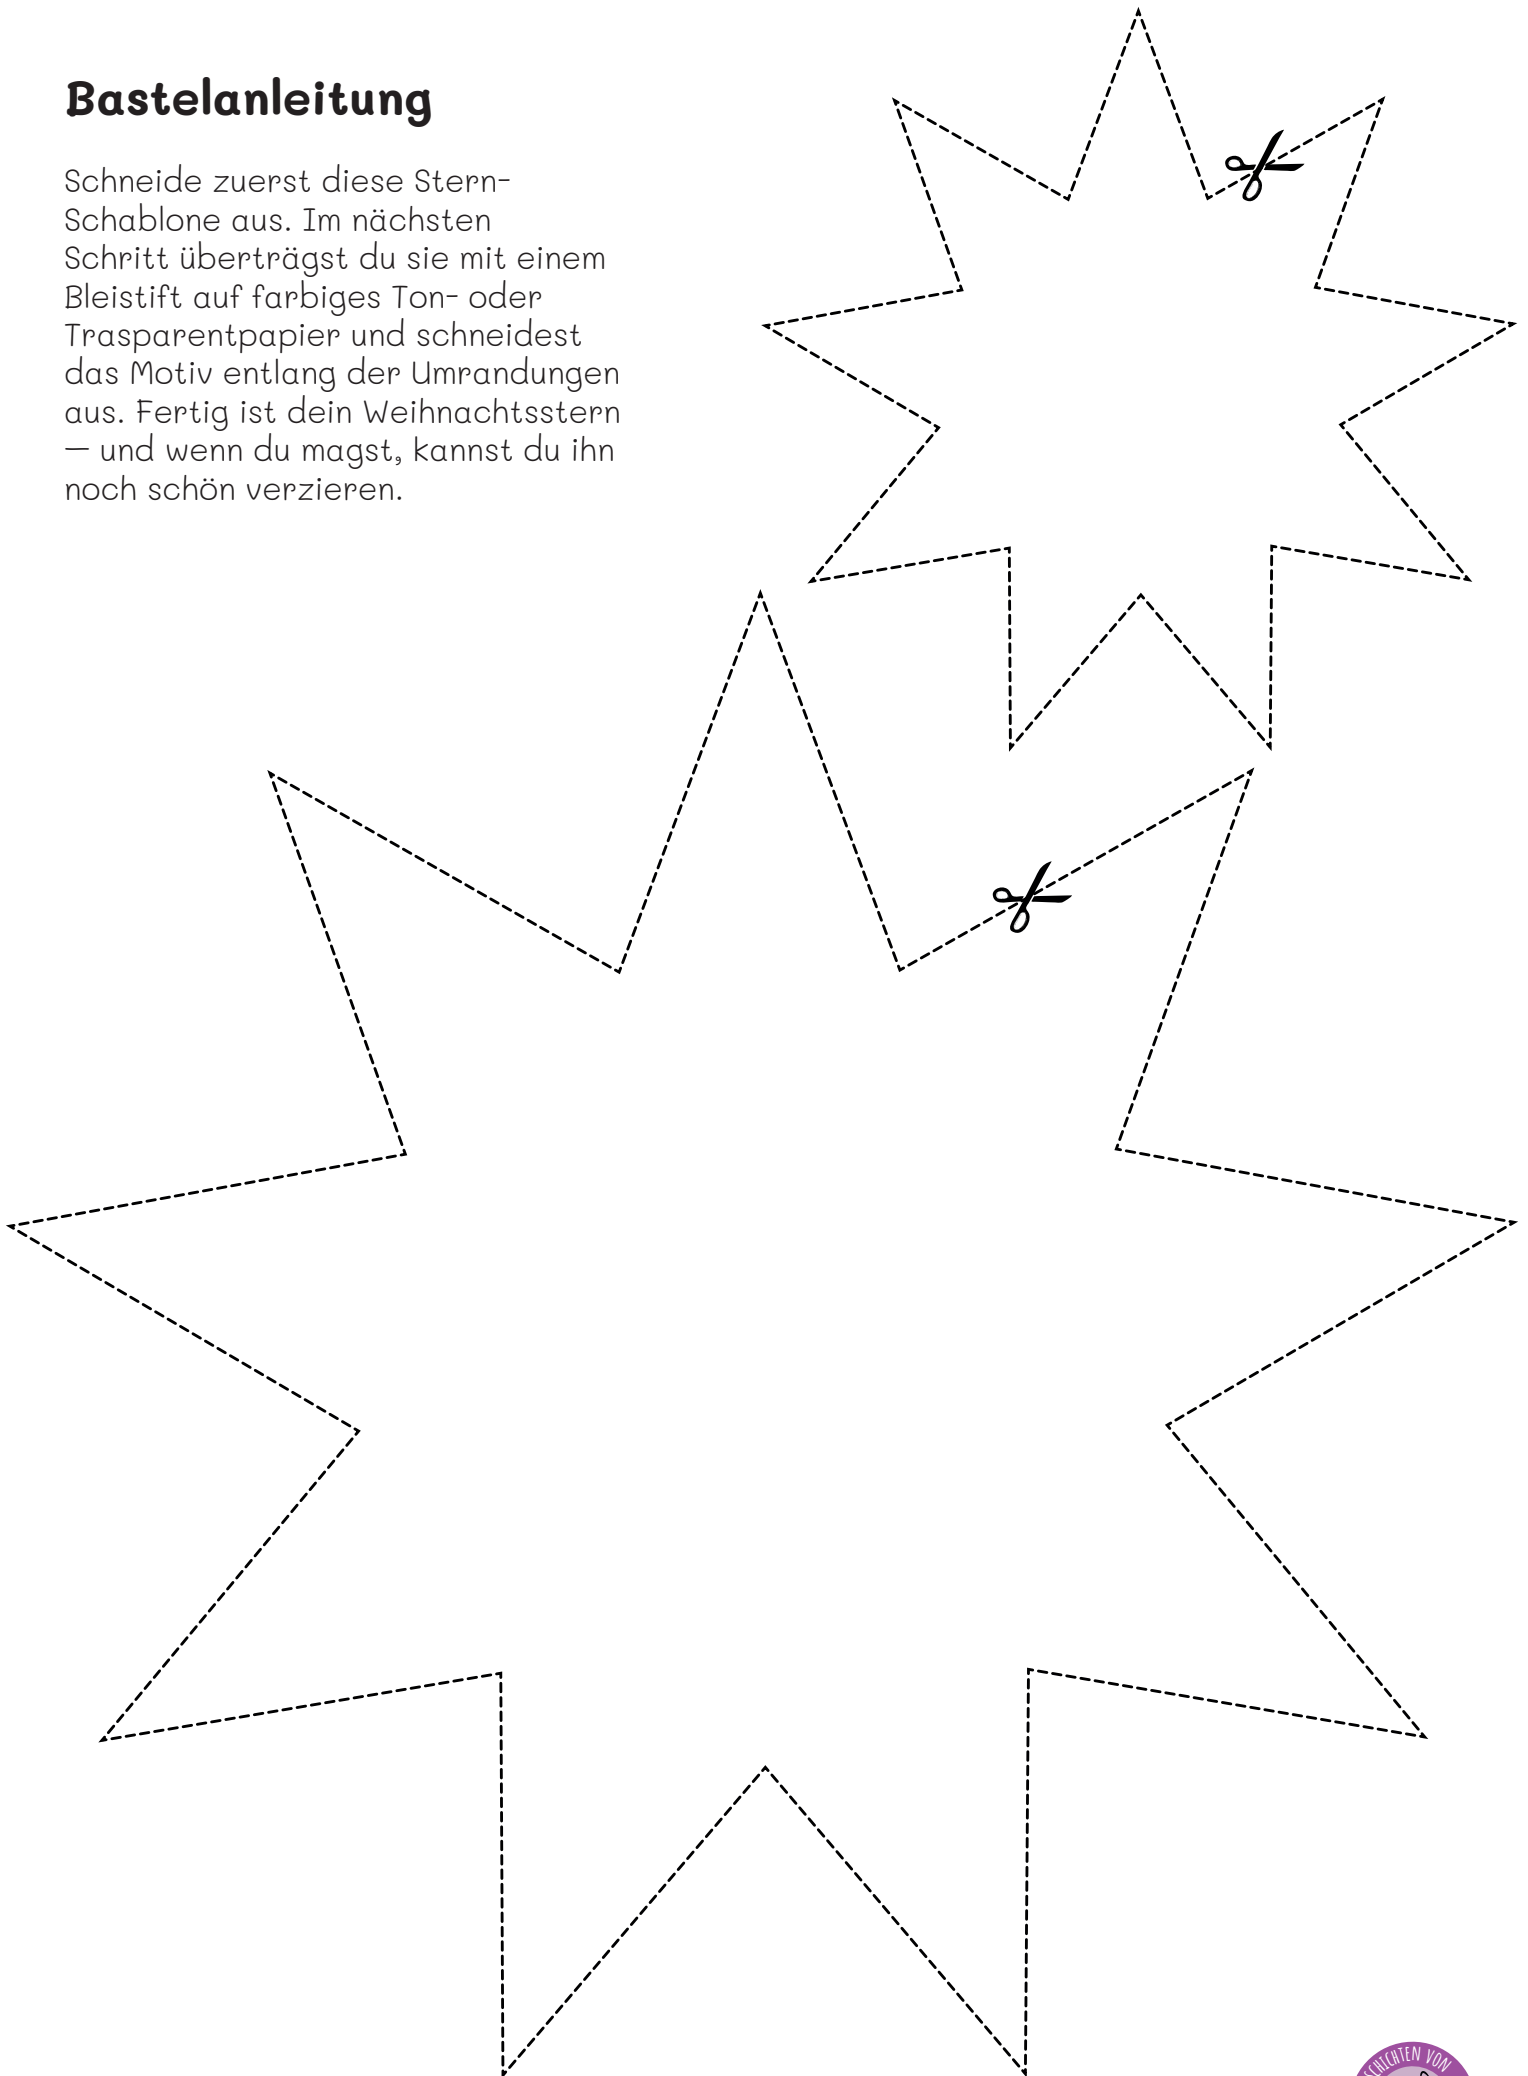 Bastelanleitung
Schneide zuerst diese Stern-
Schablone aus. Im nächsten
Schritt überträgst du sie mit einem
Bleistift auf farbiges Ton- oder
Trasparentpapier und schneidest
das Motiv entlang der Umrandungen
aus. Fertig ist dein Weihnachtsstern
– und wenn du magst, kannst du ihn
noch schön verzieren.
VON